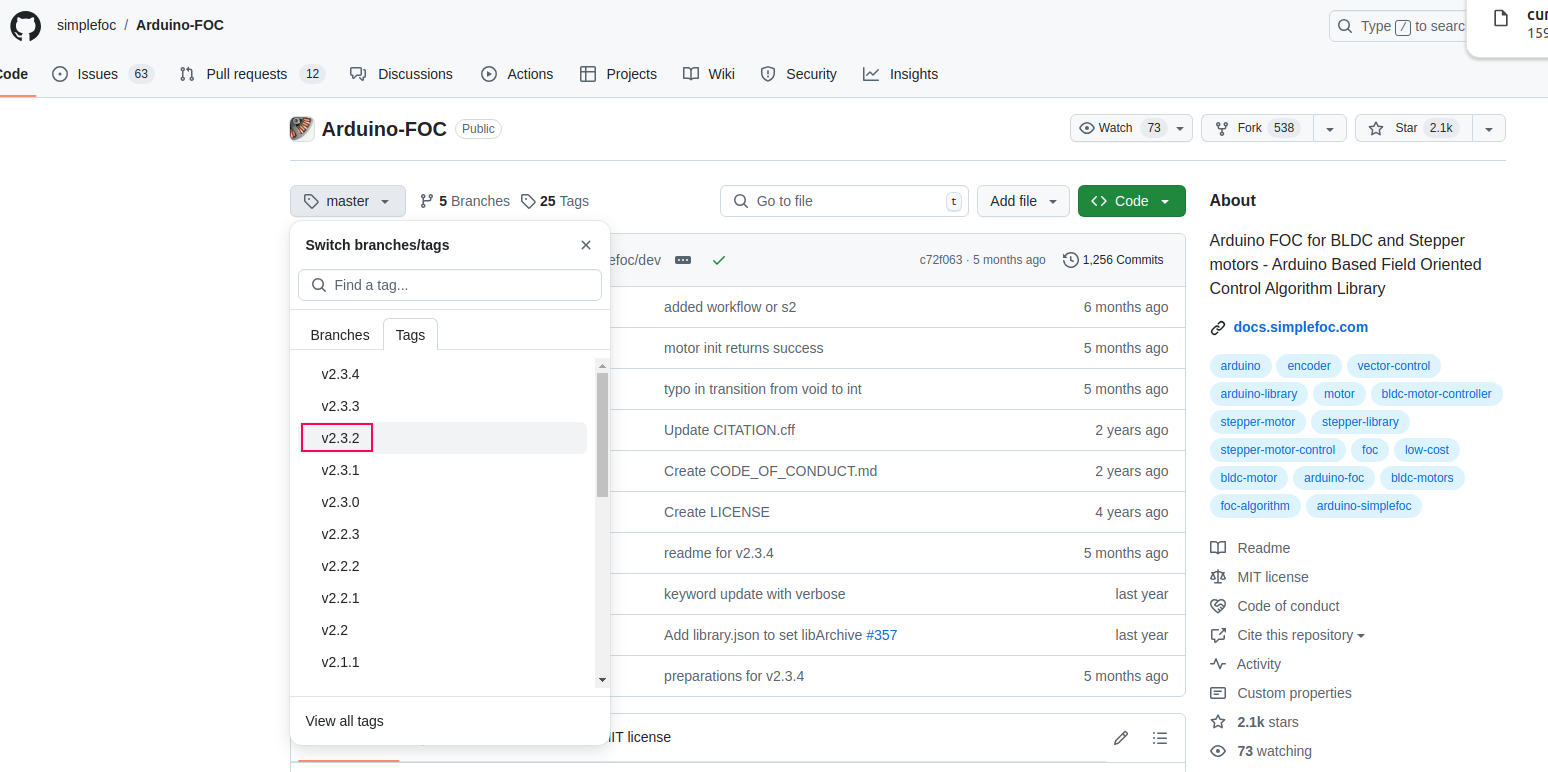 simplefoc / Arduino-FOC
Type / to searc
cur
159
Code
Issues 63
Pull requests 12
Discussions
Actions
Projects
Wiki
Security
Insights
Arduino-FOC Public
Watch 73
Fork 538
Star 2.1k
master
5 Branches
25 Tags
Go to file t
Add file
Code
Switch branches/tags
Find a tag...
Branches
Tags
v2.3.4
v2.3.3
v2.3.2
v2.3.1
v2.3.0
v2.2.3
v2.2.2
v2.2.1
v2.2
v2.1.1
View all tags
efoc/dev
c72f063 · 5 months ago
1,256 Commits
added workflow or s2 6 months ago
motor init returns success 5 months ago
typo in transition from void to int 5 months ago
Update CITATION.cff 2 years ago
Create CODE_OF_CONDUCT.md 2 years ago
Create LICENSE 4 years ago
readme for v2.3.4 5 months ago
keyword update with verbose last year
Add library.json to set libArchive #357 last year
preparations for v2.3.4 5 months ago
IT license
About
Arduino FOC for BLDC and Stepper
motors - Arduino Based Field Oriented
Control Algorithm Library
docs.simplefoc.com
arduino encoder vector-control
arduino-library motor bldc-motor-controller
stepper-motor stepper-library
stepper-motor-control foc low-cost
bldc-motor arduino-foc bldc-motors
foc-algorithm arduino-simplefoc
Readme
MIT license
Code of conduct
Cite this repository
Activity
Custom properties
2.1k stars
73 watching